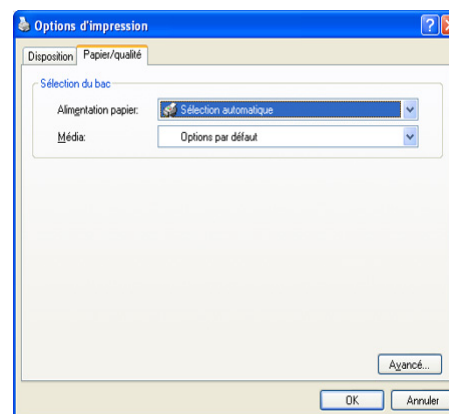 Options d'impression
Disposition Papier/qualité
Sélection du bac
Alimentation papier: Sélection automatique
Média: Options par défaut
Avancé...
OK Annuler